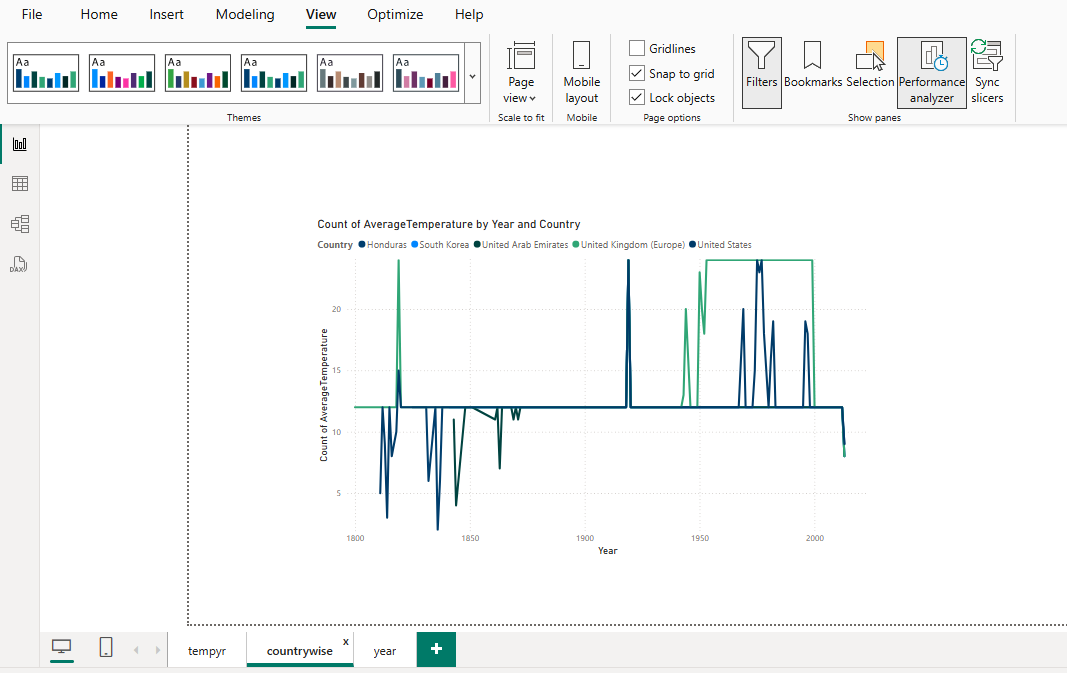 File Home Insert Modeling View Optimize Help
Aa Aa Aa Aa Aa Aa
Page view
Mobile layout
Gridlines
Snap to grid
Lock objects
Filters
Bookmarks
Selection
Performance analyzer
Sync slicers
Themes Scale to fit Mobile Page options Show panes
DAX
Count of AverageTemperature by Year and Country
Country Honduras South Korea United Arab Emirates United Kingdom (Europe) United States
Count of AverageTemperature
20
15
10
5
1800 1850 1900 1950 2000
Year
tempyr countrywise x year +